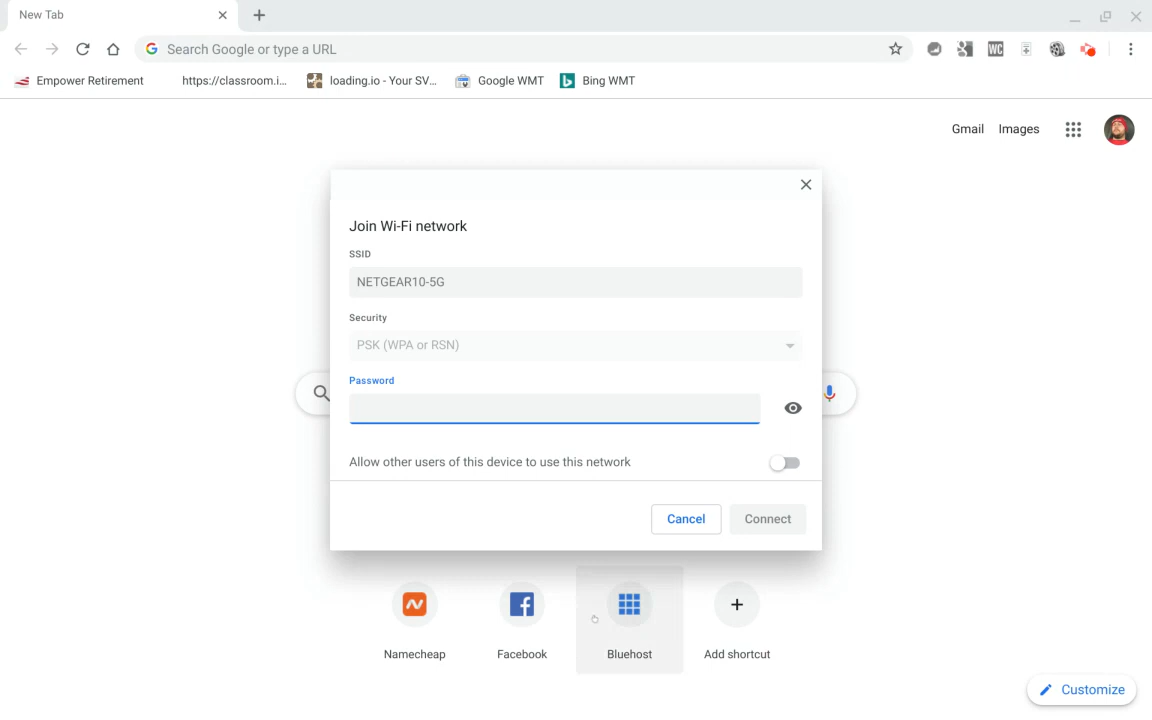 New Tab
Search Google or type a URL
WC
Empower Retirement
https://classroom.i...
loading.io - Your SV...
Google WMT
Bing WMT
Gmail
Images
Join Wi-Fi network
SSID
NETGEAR10-5G
Security
PSK (WPA or RSN)
Password
Allow other users of this device to use this network
Cancel
Connect
Namecheap
Facebook
Bluehost
Add shortcut
Customize